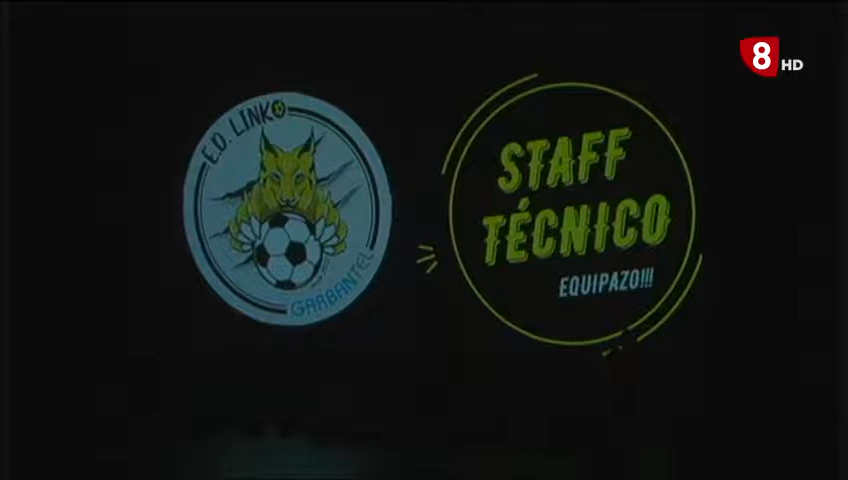 8 HD
E.D. LINKO
GARBANTEL
STAFF
TÉCNICO
EQUIPAZO!!!